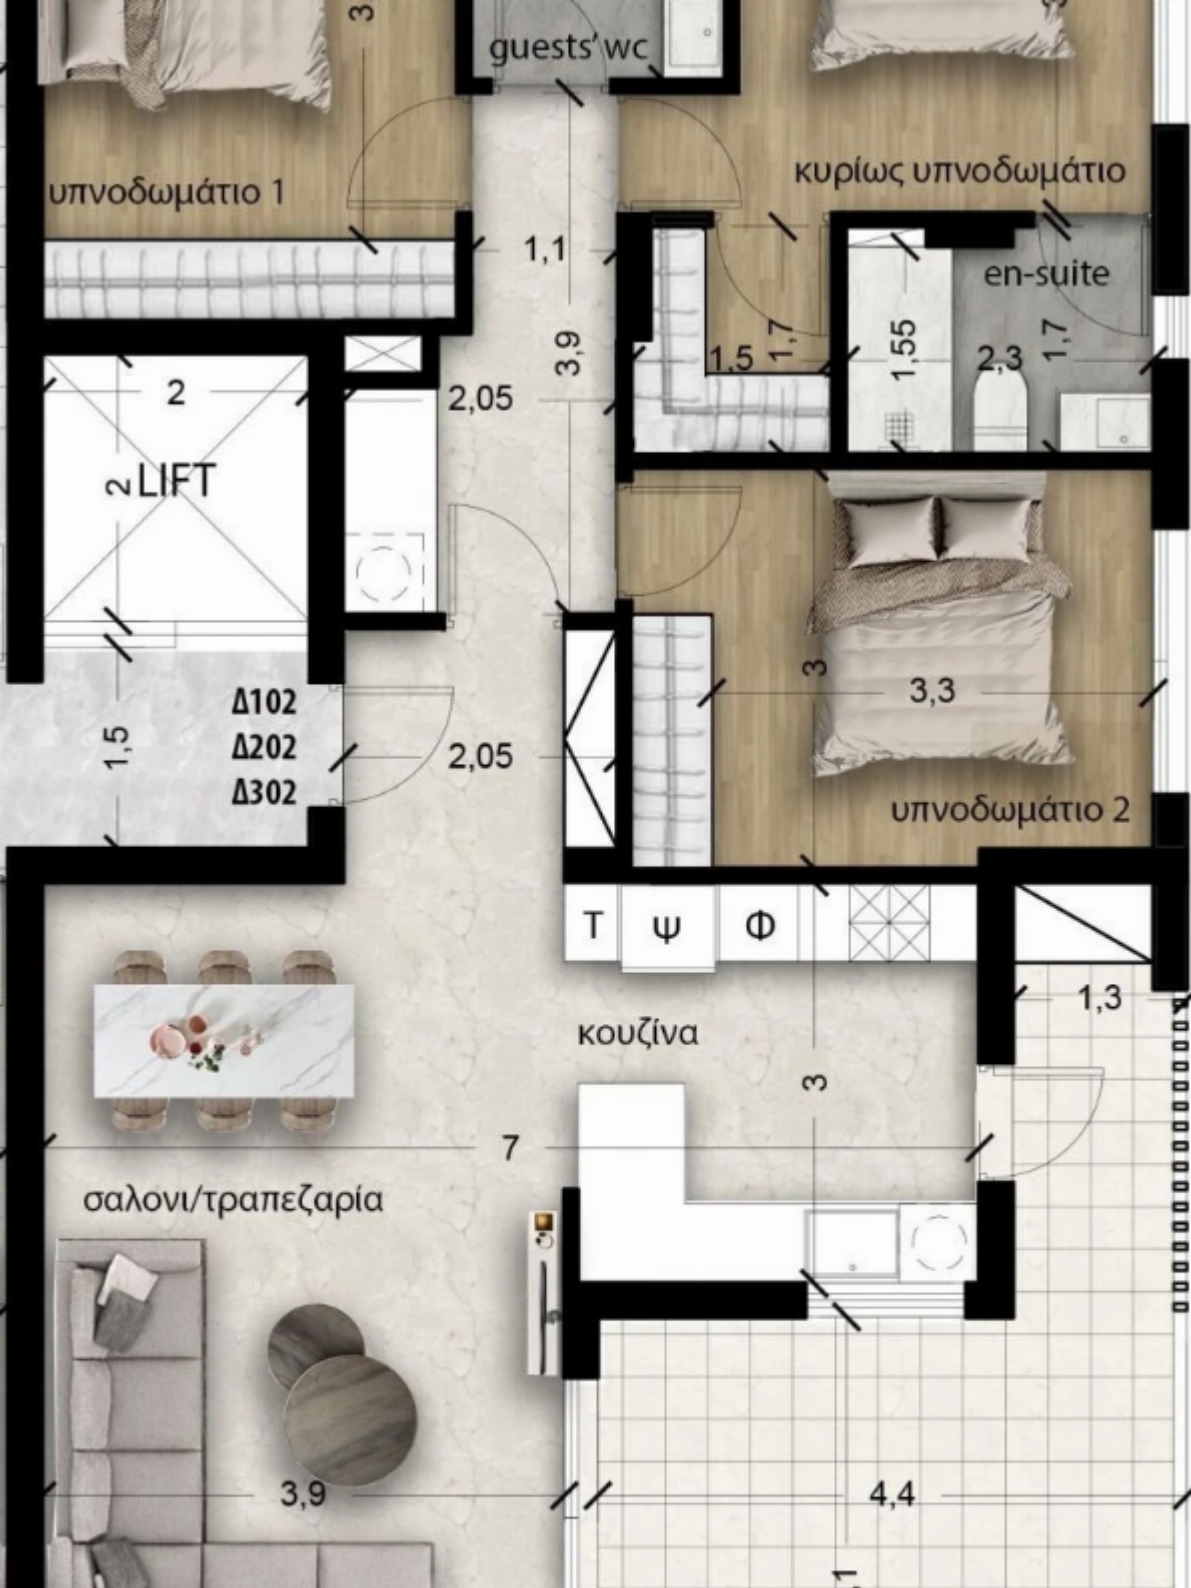 3
guests' wc
υπνοδωμάτιο 1
κυρίως υπνοδωμάτιο
1,1
en-suite
3,9
1,5
1,7
1,55
2,3
1,7
2
2,05
2
LIFT
3
3,3
Δ102
Δ202
Δ302
1,5
2,05
υπνοδωμάτιο 2
Τ
Ψ
Φ
1,3
κουζίνα
3
7
σαλονι/τραπεζαρία
3,9
4,4